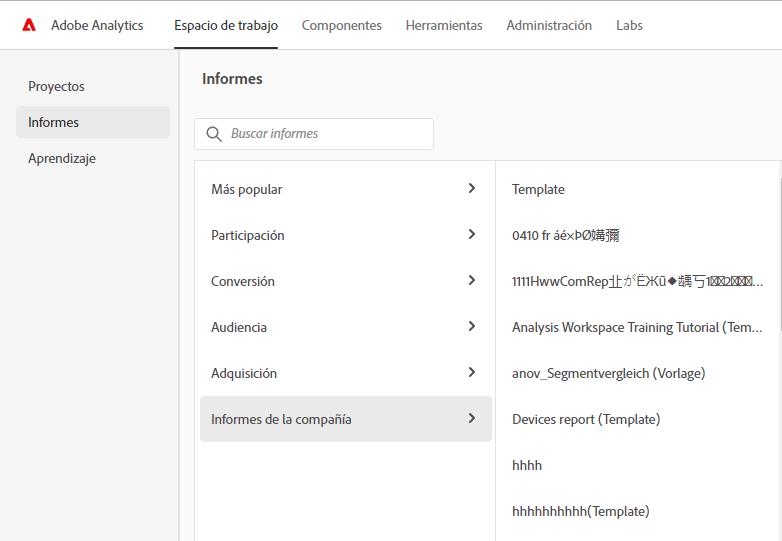 Adobe Analytics
Espacio de trabajo
Componentes
Herramientas
Administración
Labs
Proyectos
Informes
Aprendizaje
Informes
Buscar informes
Más popular
Participación
Conversión
Audiencia
Adquisición
Informes de la compañía
Template
0410 fr áé×ÞØ媾彌
Analysis Workspace Training Tutorial (Tem...
anov_Segmentvergleich (Vorlage)
Devices report (Template)
hhhh
hhhhhhhhhh(Template)